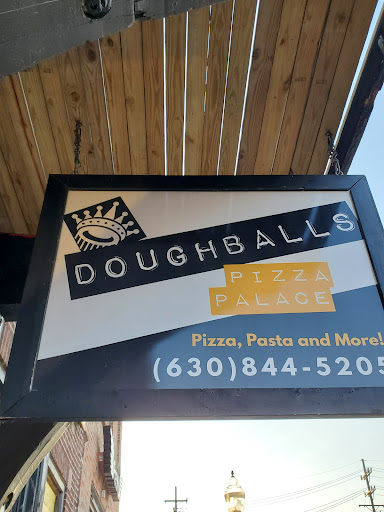 DOUGHBALLS
PIZZA
PALACE
Pizza, Pasta and More!
(630)844-5205